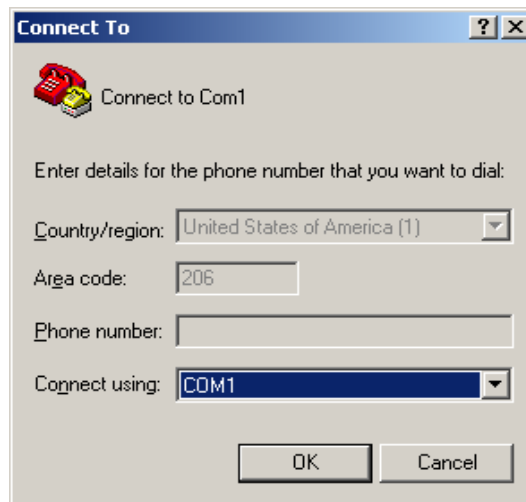 Connect To
Connect to Com1
Enter details for the phone number that you want to dial:
Country/region: United States of America (1)
Area code: 206
Phone number:
Connect using: COM1
OK Cancel